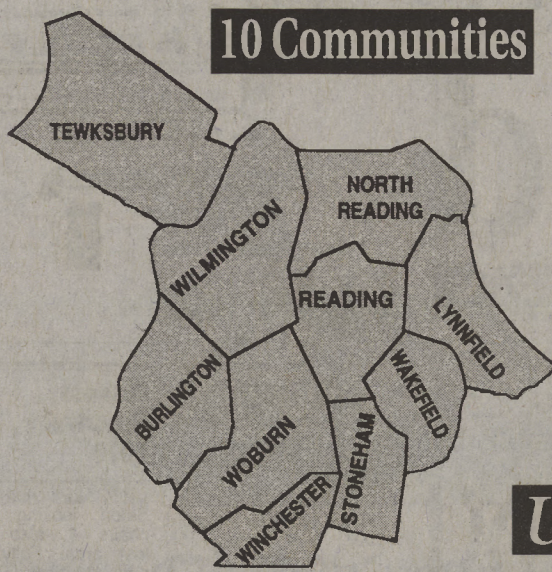 10 Communities
TEWKSBURY
WILMINGTON
NORTH
READING
READING
LYNNFIELD
BURLINGTON
WAKEFIELD
WOBURN
STONEHAM
WINCHESTER
U